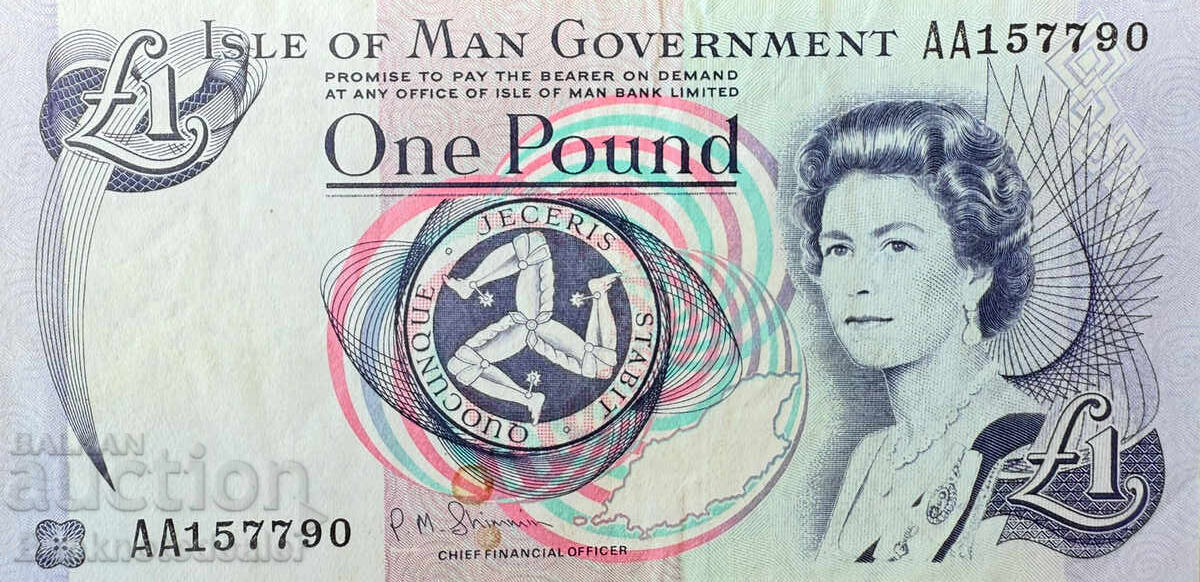 £1
ISLE OF MAN GOVERNMENT AA157790
PROMISE TO PAY THE BEARER ON DEMAND
AT ANY OFFICE OF ISLE OF MAN BANK LIMITED
ONE POUND
QUOCUNQUE · JECERIS · STABIT ·
£1
BALKAN
auction
AA157790
P M Shimmin
CHIEF FINANCIAL OFFICER